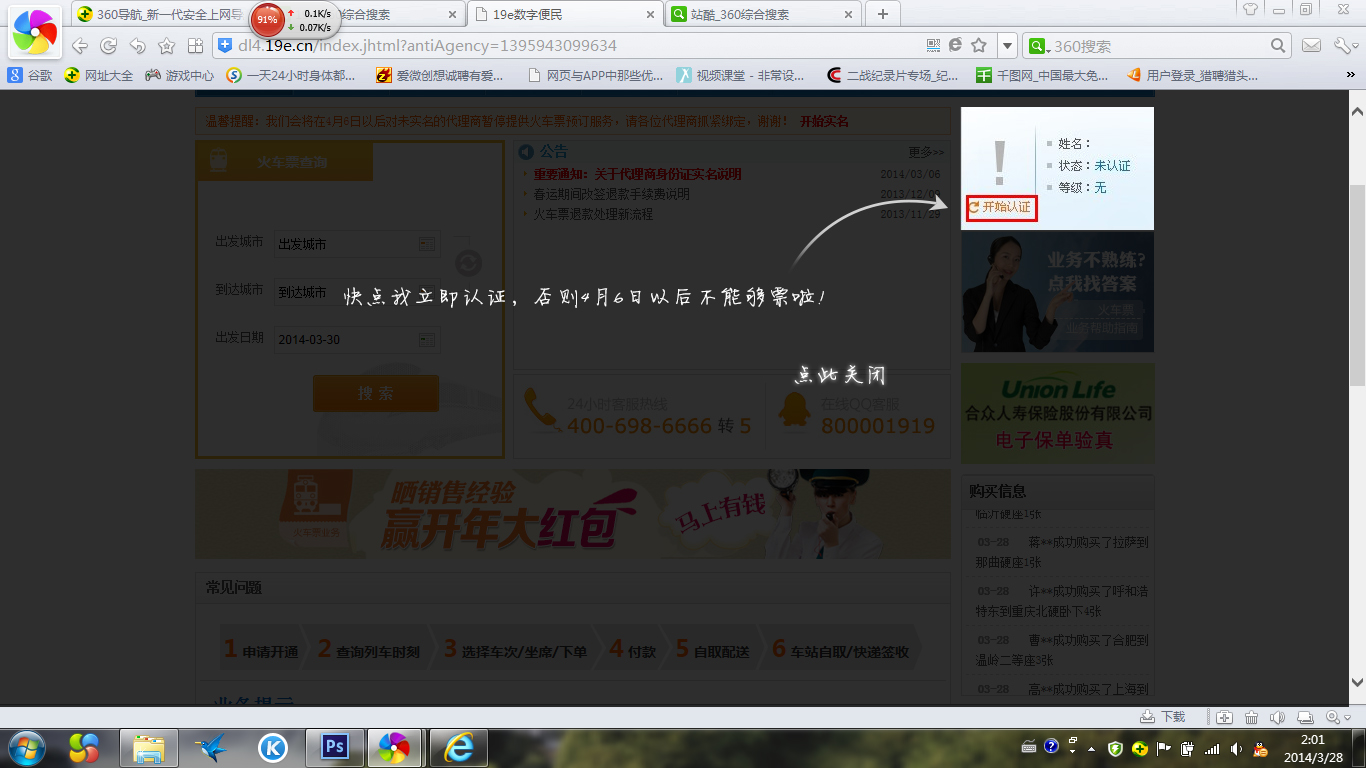 360导航_新一代安全上网导
91%
0.1K/s
0.07K/s
综合搜索
19e数字便民
站酷_360综合搜索
dl4.19e.cn/index.jhtml?antiAgency=1395943099634
360搜索
谷歌
网址大全
游戏中心
一天24小时身体都...
爱微创想诚聘有爱...
网页与APP中那些优...
视频课堂 - 非常设...
二战纪录片专场_纪...
千图网_中国最大免...
用户登录_猎聘猎头...
温馨提醒：我们会将在4月6日以后对未实名的代理商暂停提供火车票预订服务，请各位代理商抓紧绑定，谢谢！ 开始实名
火车票查询
出发城市 出发城市
到达城市 到达城市
出发日期 2014-03-30
搜 索
公告 更多>>
重要通知：关于代理商身份证实名说明 2014/03/06
春运期间改签退款手续费说明
火车票退款处理新流程 2013/11/29
快点我立即认证，否则4月6日以后不能够票啦！
点此关闭
24小时客服热线
400-698-6666 转 5
在线QQ客服
800001919
姓名：
状态：未认证
等级：无
开始认证
业务不熟练?
点我找答案
火车票
业务帮助指南
Union Life
合众人寿保险股份有限公司
电子保单验真
火车票业务
晒销售经验
赢开年大红包
马上有钱
购买信息
临汾硬座1张
03-28 蒋**成功购买了拉萨到
那曲硬座1张
03-28 许**成功购买了呼和浩
特东到重庆北硬卧下4张
03-28 曹**成功购买了合肥到
温岭二等座3张
03-28 高**成功购买了上海到
常见问题
1 申请开通
2 查询列车时刻
3 选择车次/坐席/下单
4 付款
5 自取配送
6 车站自取/快递签收
业务提示
下载
Ps
2:01
2014/3/28